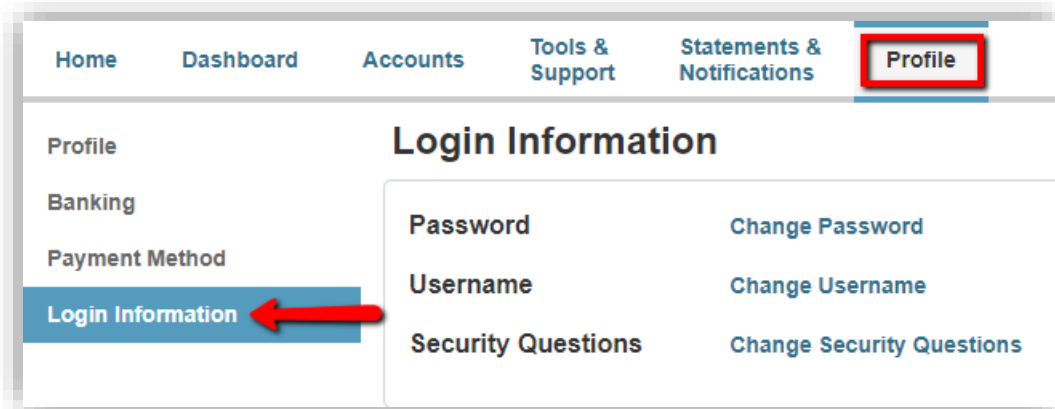 Home Dashboard Accounts Tools & Support Statements & Notifications Profile
Profile
Banking
Payment Method
Login Information
Login Information
Password Change Password
Username Change Username
Security Questions Change Security Questions